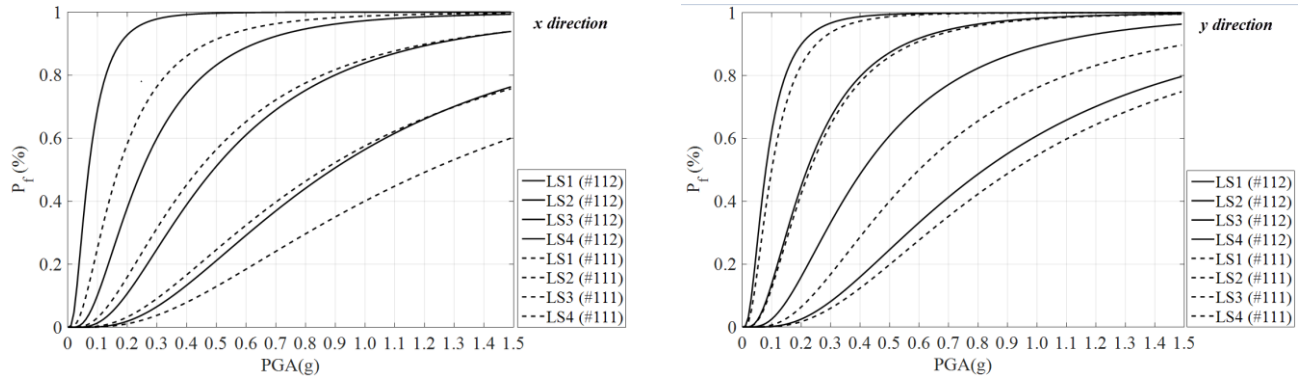 x direction
1
0.8
0.6
0.4
0.2
0
P_f (%)
0 0.1 0.2 0.3 0.4 0.5 0.6 0.7 0.8 0.9 1.0 1.1 1.2 1.3 1.4 1.5
PGA(g)
LS1 (#112)
LS2 (#112)
LS3 (#112)
LS4 (#112)
LS1 (#111)
LS2 (#111)
LS3 (#111)
LS4 (#111)
y direction
1
0.8
0.6
0.4
0.2
0
P_f (%)
0 0.1 0.2 0.3 0.4 0.5 0.6 0.7 0.8 0.9 1.0 1.1 1.2 1.3 1.4 1.5
PGA(g)
LS1 (#112)
LS2 (#112)
LS3 (#112)
LS4 (#112)
LS1 (#111)
LS2 (#111)
LS3 (#111)
LS4 (#111)